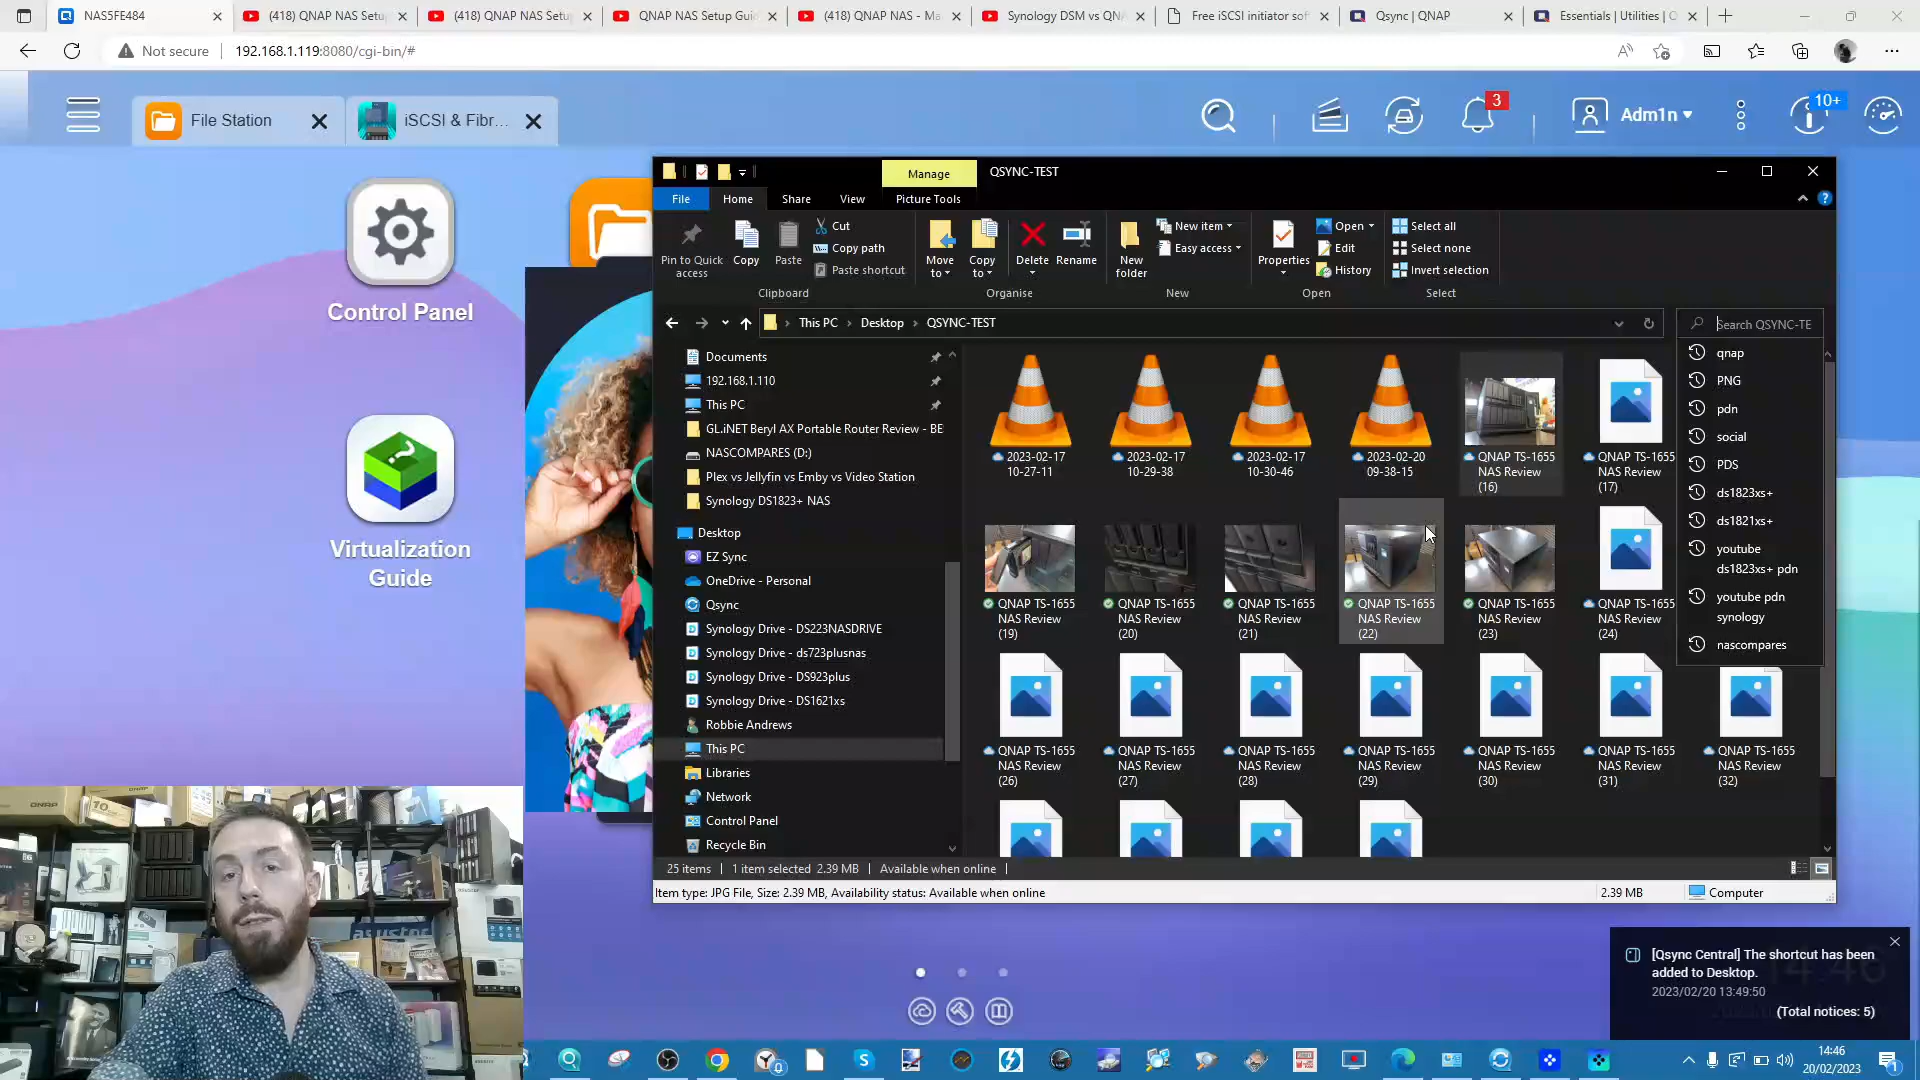 NAS5FE484
(418) QNAP NAS Setu
(418) QNAP NAS Setu
QNAP NAS Setup Gui
(418) QNAP NAS - Ma
Synology DSM vs QN
Free iSCSI initiator sof
Qsync | QNAP
Essentials | Utilities | Q
Not secure
192.168.1.119:8080/cgi-bin/#
File Station
iSCSI & Fibr...
3
Adm1n
10+
Control Panel
Virtualization
Guide
Manage
QSYNC-TEST
File
Home
Share
View
Picture Tools
Pin to Quick
access
Copy
Paste
Cut
Copy path
Paste shortcut
Clipboard
Move
to
Copy
to
Delete
Rename
Organise
New
folder
New item
Easy access
New
Properties
Open
Edit
History
Open
Select all
Select none
Invert selection
Select
This PC
Desktop
QSYNC-TEST
Search QSYNC-TE
Documents
192.168.1.110
This PC
GL.iNET Beryl AX Portable Router Review - BE
NASCOMPARES (D:)
Plex vs Jellyfin vs Emby vs Video Station
Synology DS1823+ NAS
Desktop
EZ Sync
OneDrive - Personal
Qsync
Synology Drive - DS223NASDRIVE
Synology Drive - ds723plusnas
Synology Drive - DS923plus
Synology Drive - DS1621xs
Robbie Andrews
This PC
Libraries
Network
Control Panel
Recycle Bin
2023-02-17
10-27-11
2023-02-17
10-29-38
2023-02-17
10-30-46
2023-02-20
09-38-15
QNAP TS-1655
NAS Review
(16)
QNAP TS-1655
NAS Review
(17)
QNAP TS-1655
NAS Review
(19)
QNAP TS-1655
NAS Review
(20)
QNAP TS-1655
NAS Review
(21)
QNAP TS-1655
NAS Review
(22)
QNAP TS-1655
NAS Review
(23)
QNAP TS-1655
NAS Review
(24)
QNAP TS-1655
NAS Review
(26)
QNAP TS-1655
NAS Review
(27)
QNAP TS-1655
NAS Review
(28)
QNAP TS-1655
NAS Review
(29)
QNAP TS-1655
NAS Review
(30)
QNAP TS-1655
NAS Review
(31)
QNAP TS-1655
NAS Review
(32)
qnap
PNG
pdn
social
PDS
ds1823xs+
ds1821xs+
youtube
ds1823xs+ pdn
youtube pdn
synology
nascompares
25 items
1 item selected 2.39 MB
Available when online
Item type: JPG File, Size: 2.39 MB, Availability status: Available when online
2.39 MB
Computer
[Qsync Central] The shortcut has been
added to Desktop.
2023/02/20 13:49:50
(Total notices: 5)
14:46
20/02/2023